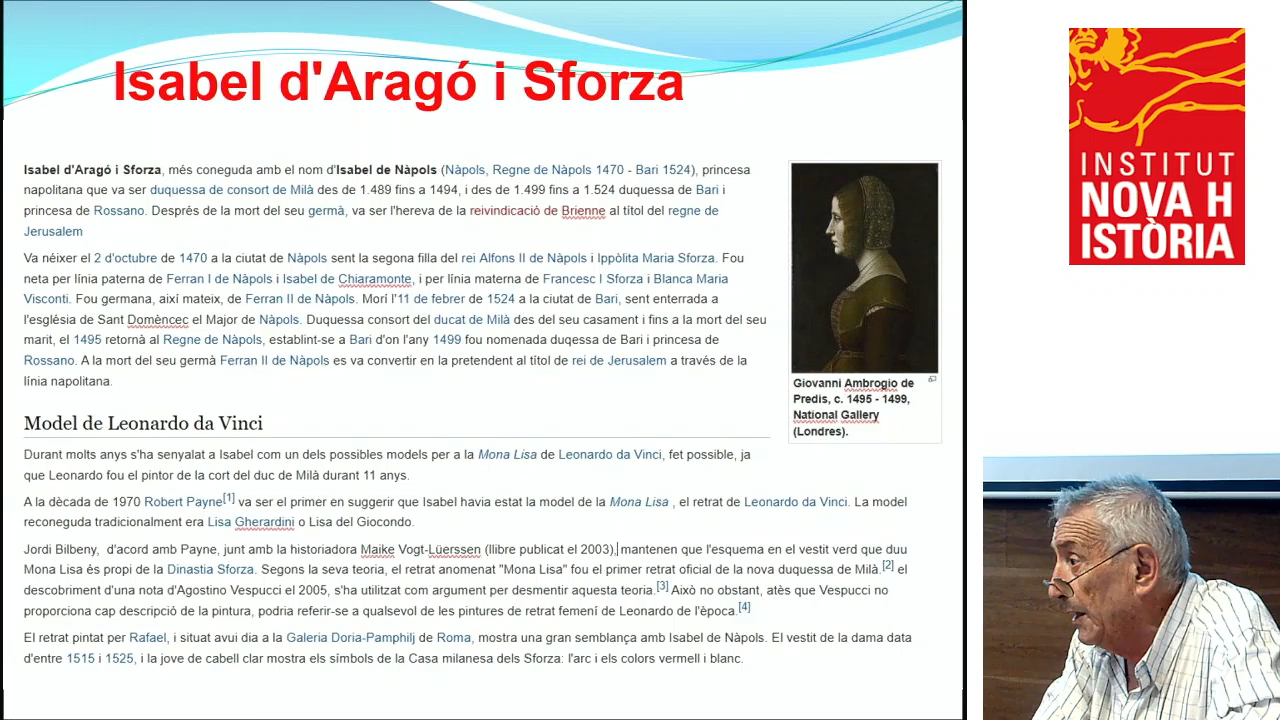 Isabel d'Aragó i Sforza
Isabel d'Aragó i Sforza, més coneguda amb el nom d'Isabel de Nàpols (Nàpols, Regne de Nàpols 1470 - Bari 1524), princesa
napolitana que va ser duquessa de consort de Milà des de 1.489 fins a 1494, i des de 1.499 fins a 1.524 duquessa de Bari i
princesa de Rossano. Desprès de la mort del seu germà, va ser l'hereva de la reivindicació de Brienne al títol del regne de
Jerusalem
Va néixer el 2 d'octubre de 1470 a la ciutat de Nàpols sent la segona filla del rei Alfons II de Nàpols i Ippòlita Maria Sforza. Fou
neta per línia paterna de Ferran I de Nàpols i Isabel de Chiaramonte, i per línia materna de Francesc I Sforza i Blanca Maria
Visconti. Fou germana, així mateix, de Ferran II de Nàpols. Morí l'11 de febrer de 1524 a la ciutat de Bari, sent enterrada a
l'església de Sant Domèncec el Major de Nàpols. Duquessa consort del ducat de Milà des del seu casament i fins a la mort del seu
marit, el 1495 retornà al Regne de Nàpols, establint-se a Bari d'on l'any 1499 fou nomenada duqessa de Bari i princesa de
Rossano. A la mort del seu germà Ferran II de Nàpols es va convertir en la pretendent al títol de rei de Jerusalem a través de la
línia napolitana.
Giovanni Ambrogio de
Predis, c. 1495 - 1499,
National Gallery
(Londres).
Model de Leonardo da Vinci
Durant molts anys s'ha senyalat a Isabel com un dels possibles models per a la Mona Lisa de Leonardo da Vinci, fet possible, ja
que Leonardo fou el pintor de la cort del duc de Milà durant 11 anys.
A la dècada de 1970 Robert Payne[1] va ser el primer en suggerir que Isabel havia estat la model de la Mona Lisa , el retrat de Leonardo da Vinci. La model
reconeguda tradicionalment era Lisa Gherardini o Lisa del Giocondo.
Jordi Bilbeny, d'acord amb Payne, junt amb la historiadora Maike Vogt-Lüerssen (llibre publicat el 2003), mantenen que l'esquema en el vestit verd que duu
Mona Lisa és propi de la Dinastia Sforza. Segons la seva teoria, el retrat anomenat "Mona Lisa" fou el primer retrat oficial de la nova duquessa de Milà.[2] el
descobriment d'una nota d'Agostino Vespucci el 2005, s'ha utilitzat com argument per desmentir aquesta teoria.[3] Això no obstant, atès que Vespucci no
proporciona cap descripció de la pintura, podria referir-se a qualsevol de les pintures de retrat femení de Leonardo de l'època.[4]
El retrat pintat per Rafael, i situat avui dia a la Galeria Doria-Pamphilj de Roma, mostra una gran semblança amb Isabel de Nàpols. El vestit de la dama data
d'entre 1515 i 1525, i la jove de cabell clar mostra els símbols de la Casa milanesa dels Sforza: l'arc i els colors vermell i blanc.
INSTITUT
NOVA H
ISTÒRIA